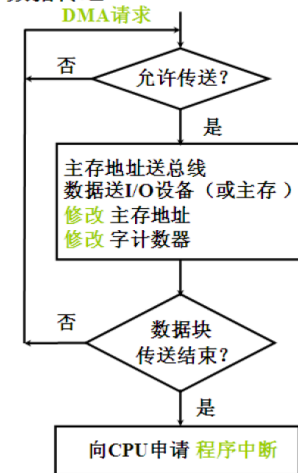 DMA请求
否
允许传送？
是
主存地址送总线
数据送I/O设备（或主存 ）
修改 主存地址
修改 字计数器
否
数据块
传送结束？
是
向CPU申请 程序中断